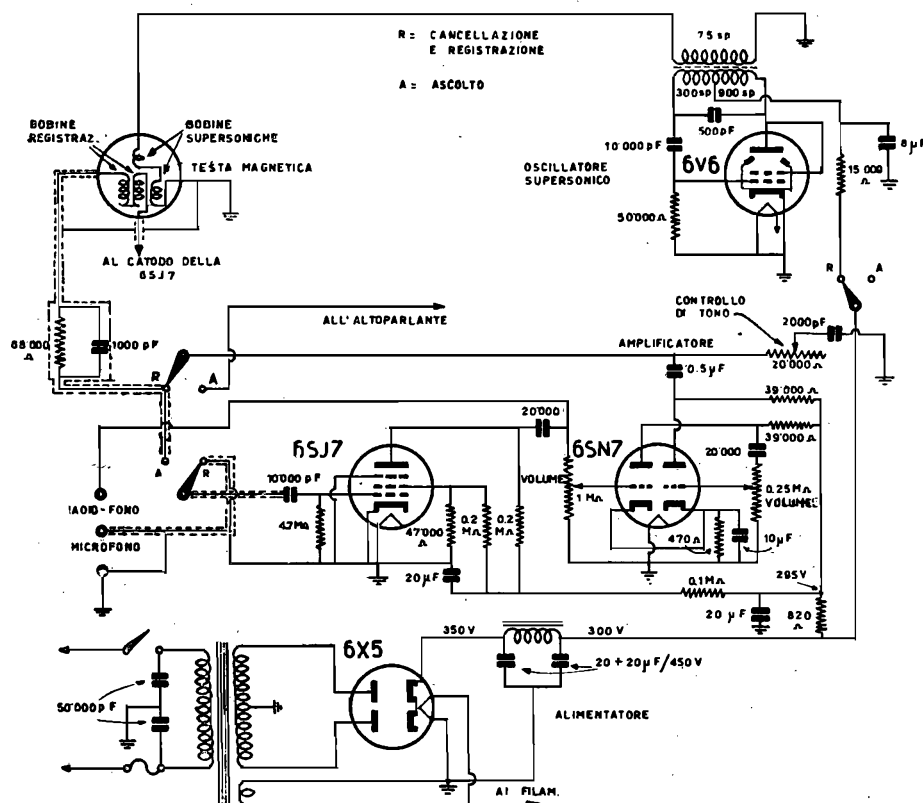 R = CANCELLAZIONE
E REGISTRAZIONE
A = ASCOLTO
75 sp
300 sp 900 sp
500 pF
10'000 pF
6V6
8 µF
15 000
Ω
OSCILLATORE
SUPERSONICO
50'000 Ω
BOBINE
REGISTRAZ.
BOBINE
SUPERSONICHE
TESTA MAGNETICA
AL CATODO DELLA
6SJ7
R
A
CONTROLLO
DI TONO
2000 pF
ALL'ALTOPARLANTE
AMPLIFICATORE
20'000 Ω
68'000
Ω
1000 pF
R
A
0.5 µF
39'000 Ω
39'000 Ω
20'000
6SJ7
6SN7
20'000
A
R
10'000 pF
VOLUME
1 MΩ
0.25 MΩ
VOLUME
RADIO-FONO
MICROFONO
4.7 MΩ
47'000
Ω
0.2
MΩ
0.2
MΩ
470 Ω
10 µF
20 µF
0.1 MΩ
295 V
20 µF
820
Ω
6X5
350 V
300 V
20 + 20 µF/450 V
50'000 pF
ALIMENTATORE
AI FILAM.